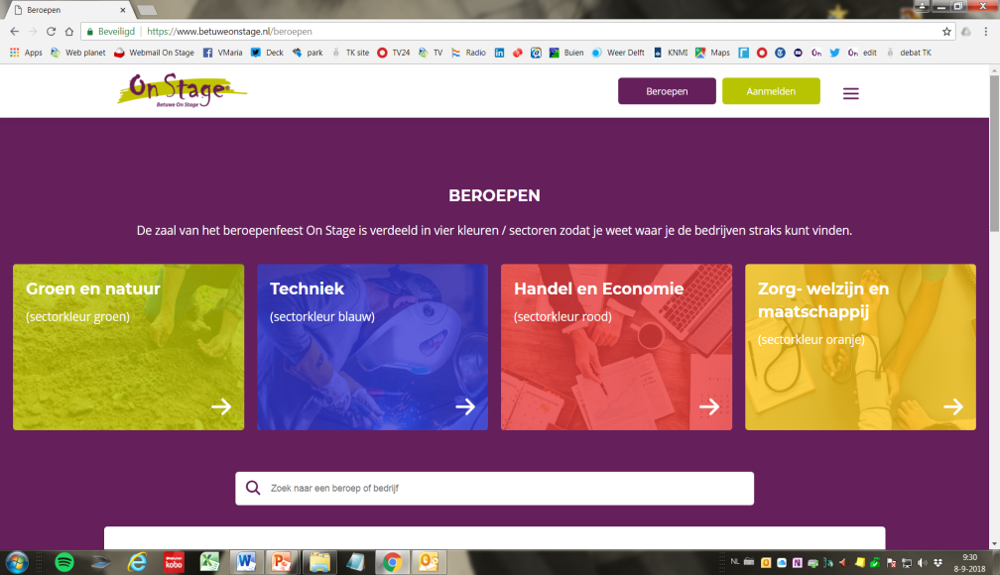 Beroepen
Beveiligd | https://www.betuweonstage.nl/beroepen
Apps Web planet Webmail On Stage VMaria Deck park TK site TV24 TV Radio Buien Weer Delft KNMI Maps On edit On debat TK
On Stage
Betuwe On Stage
Beroepen
Aanmelden
BEROEPEN
De zaal van het beroepenfeest On Stage is verdeeld in vier kleuren / sectoren zodat je weet waar je de bedrijven straks kunt vinden.
Groen en natuur
(sectorkleur groen)
Techniek
(sectorkleur blauw)
Handel en Economie
(sectorkleur rood)
Zorg- welzijn en
maatschappij
(sectorkleur oranje)
Zoek naar een beroep of bedrijf
kobo
NL
9:30
8-9-2018